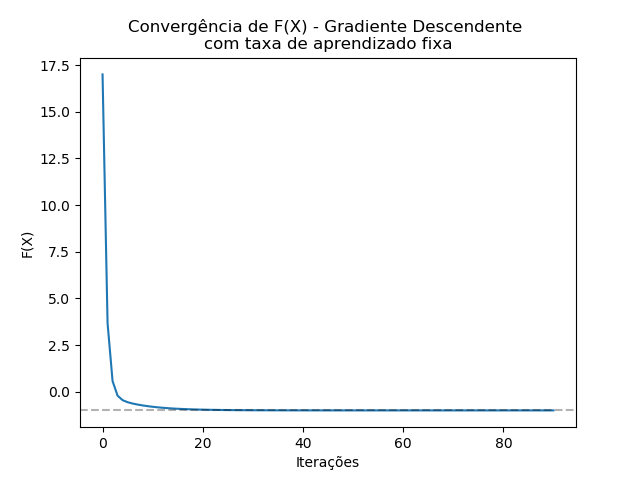 Convergência de F(X) - Gradiente Descendente
com taxa de aprendizado fixa
17.5
15.0
12.5
10.0
7.5
5.0
2.5
0.0
F(X)
0 20 40 60 80
Iterações